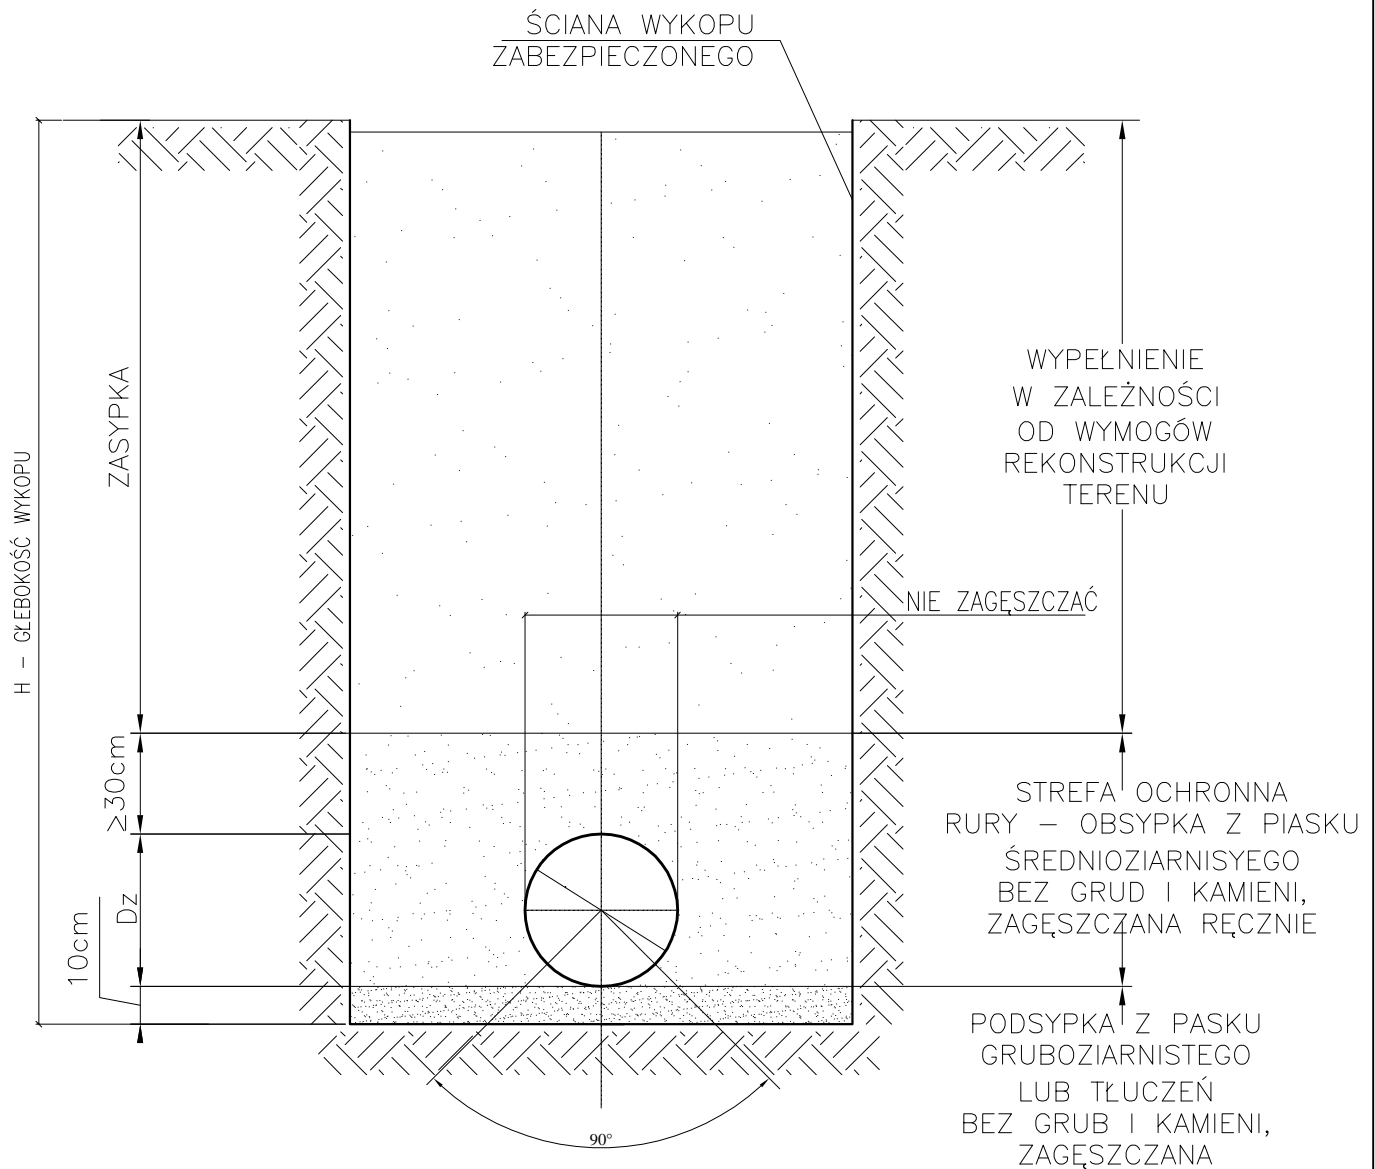 ŚCIANA WYKOPU
ZABEZPIECZONEGO
H – GŁEBOKOŚĆ WYKOPU
ZASYPKA
≥30cm
Dz
10cm
WYPEŁNIENIE
W ZALEŻNOŚCI
OD WYMOGÓW
REKONSTRUKCJI
TERENU
NIE ZAGĘSZCZAĆ
STREFA OCHRONNA
RURY – OBSYPKA Z PIASKU
ŚREDNIOZIARNISYEGO
BEZ GRUD I KAMIENI,
ZAGĘSZCZANA RĘCZNIE
PODSYPKA Z PASKU
GRUBOZIARNISTEGO
LUB TŁUCZEŃ
BEZ GRUB I KAMIENI,
ZAGĘSZCZANA
90°